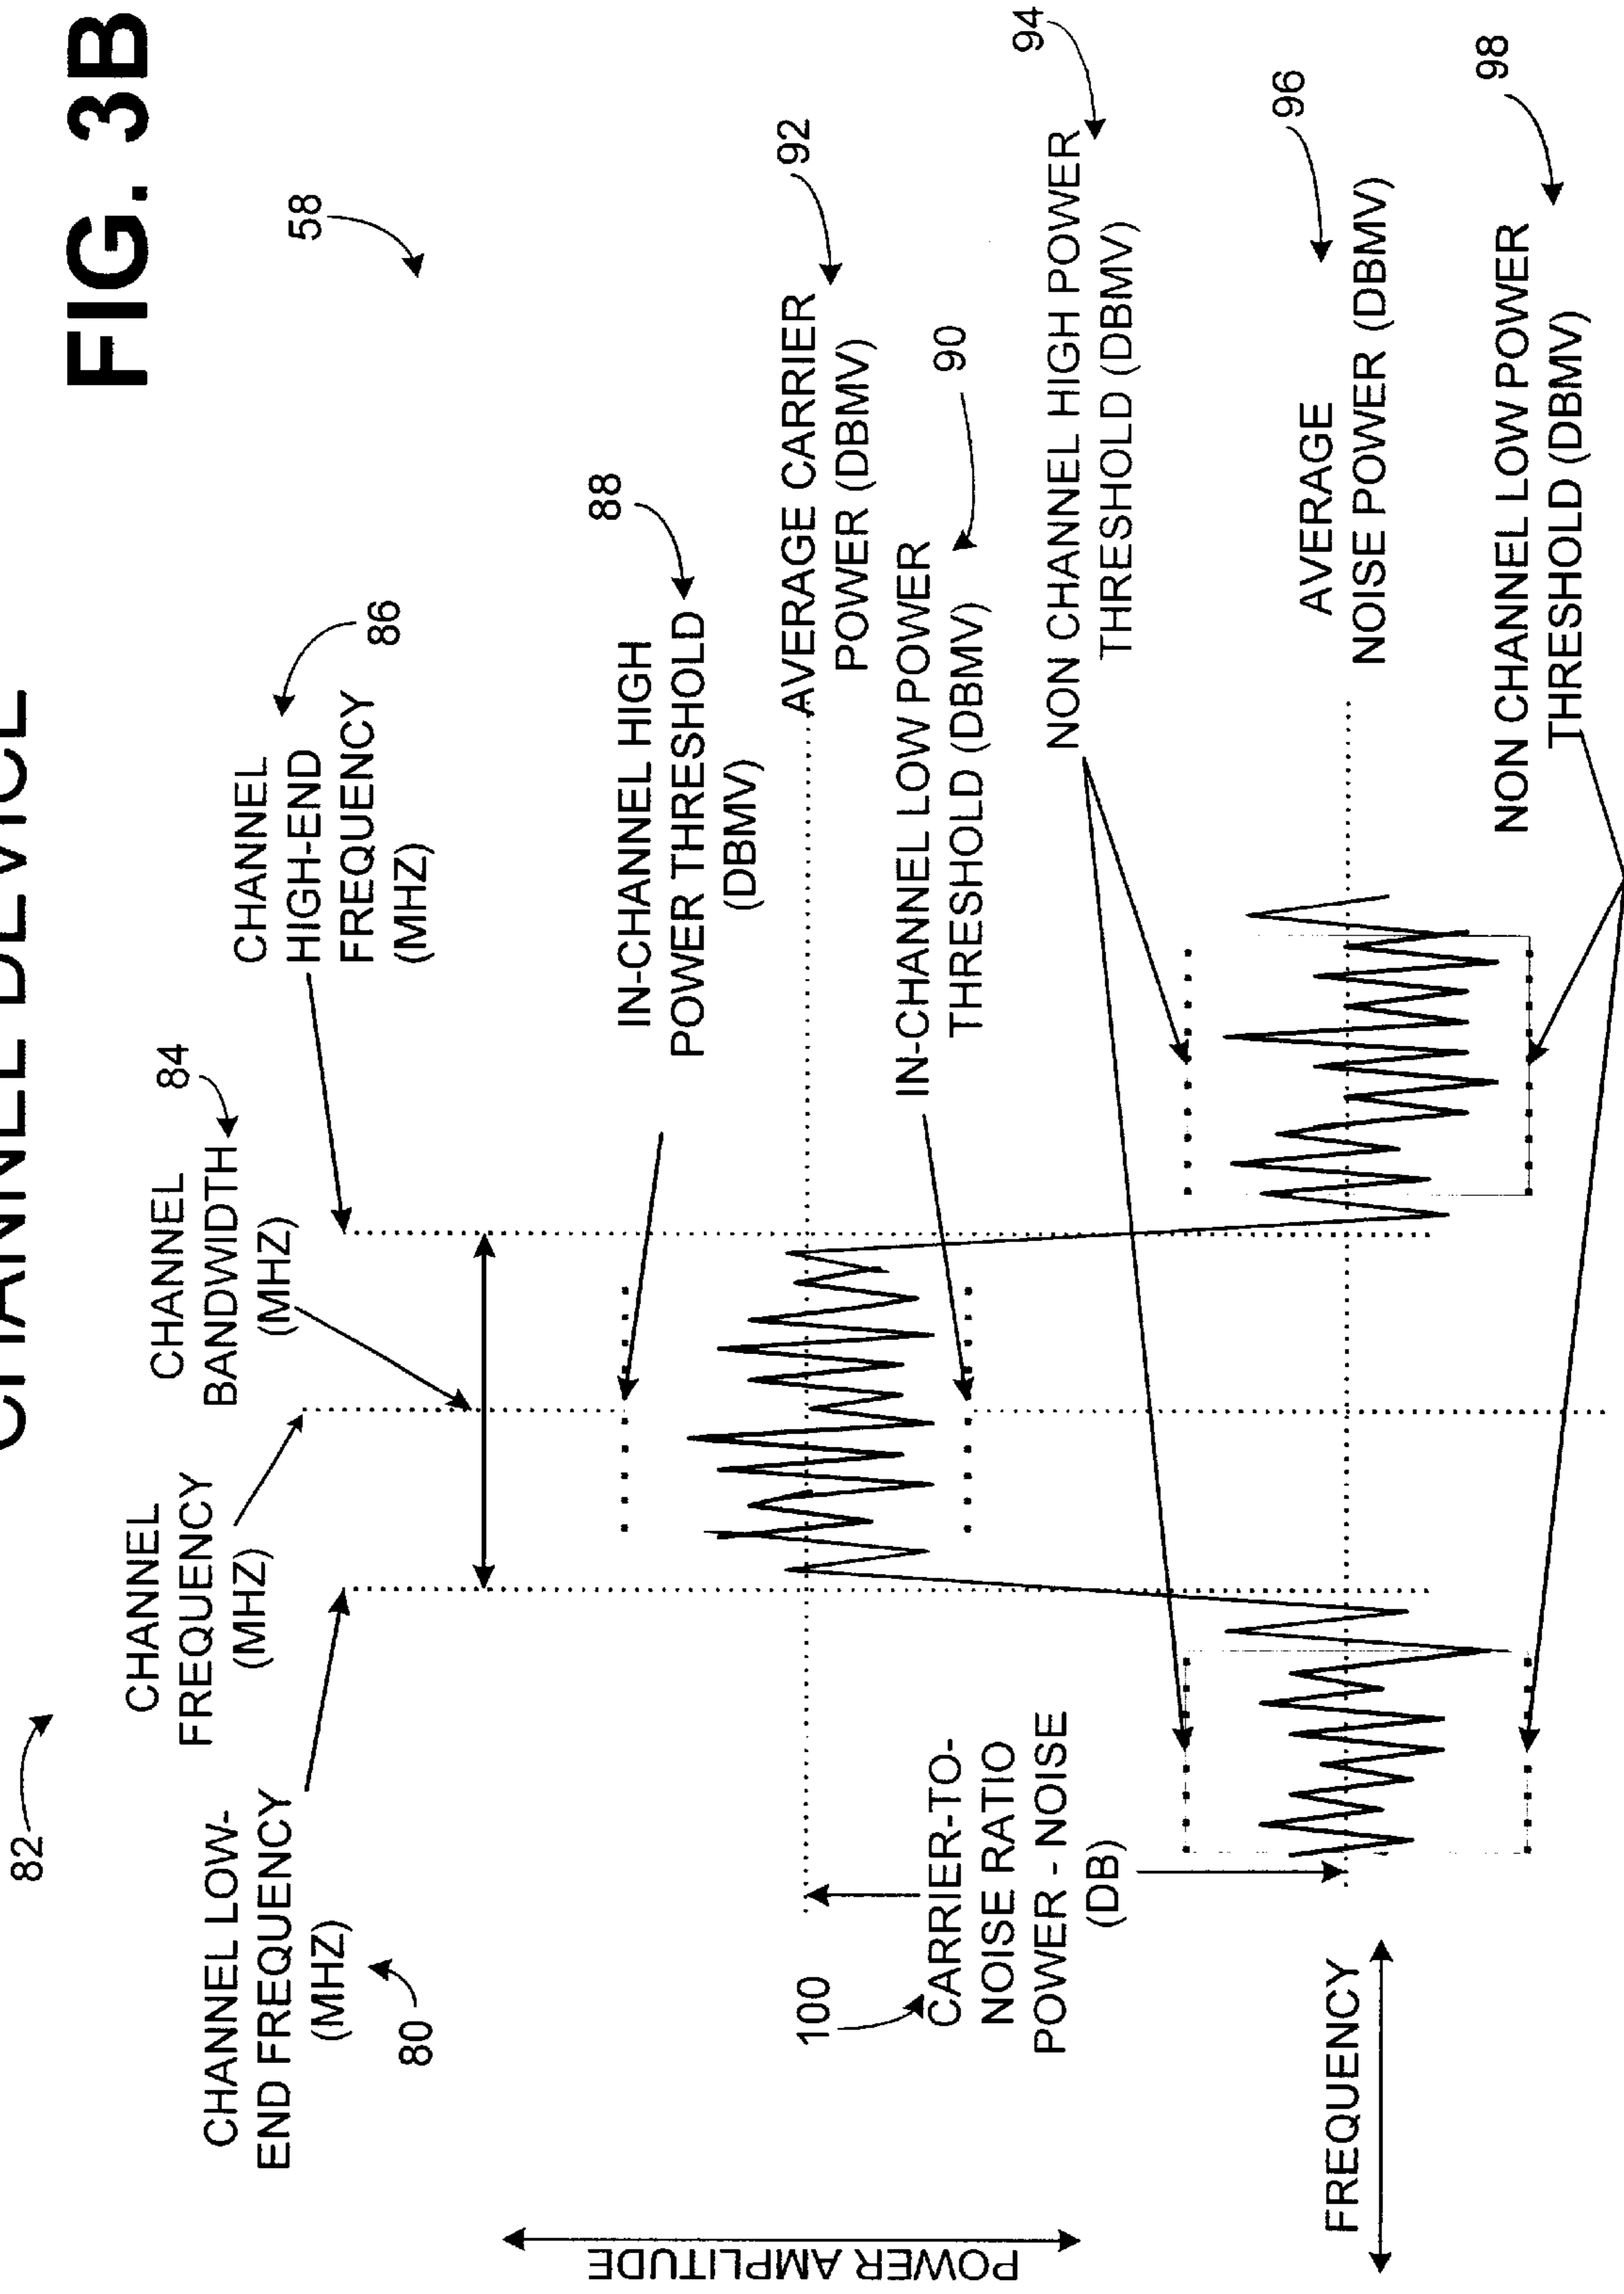 CHANNEL DEVICE
FIG. 3B
82
58
CHANNEL
FREQUENCY
(MHZ)
CHANNEL
BANDWIDTH
(MHZ)
84
CHANNEL LOW-
END FREQUENCY
(MHZ)
80
CHANNEL
HIGH-END
FREQUENCY
(MHZ)
86
IN-CHANNEL HIGH
POWER THRESHOLD
(DBMV)
88
AVERAGE CARRIER
POWER (DBMV)
92
IN-CHANNEL LOW POWER
THRESHOLD (DBMV)
90
NON CHANNEL HIGH POWER
THRESHOLD (DBMV)
94
AVERAGE
NOISE POWER (DBMV)
96
NON CHANNEL LOW POWER
THRESHOLD (DBMV)
98
100
CARRIER-TO-
NOISE RATIO
POWER - NOISE
(DB)
POWER AMPLITUDE
FREQUENCY